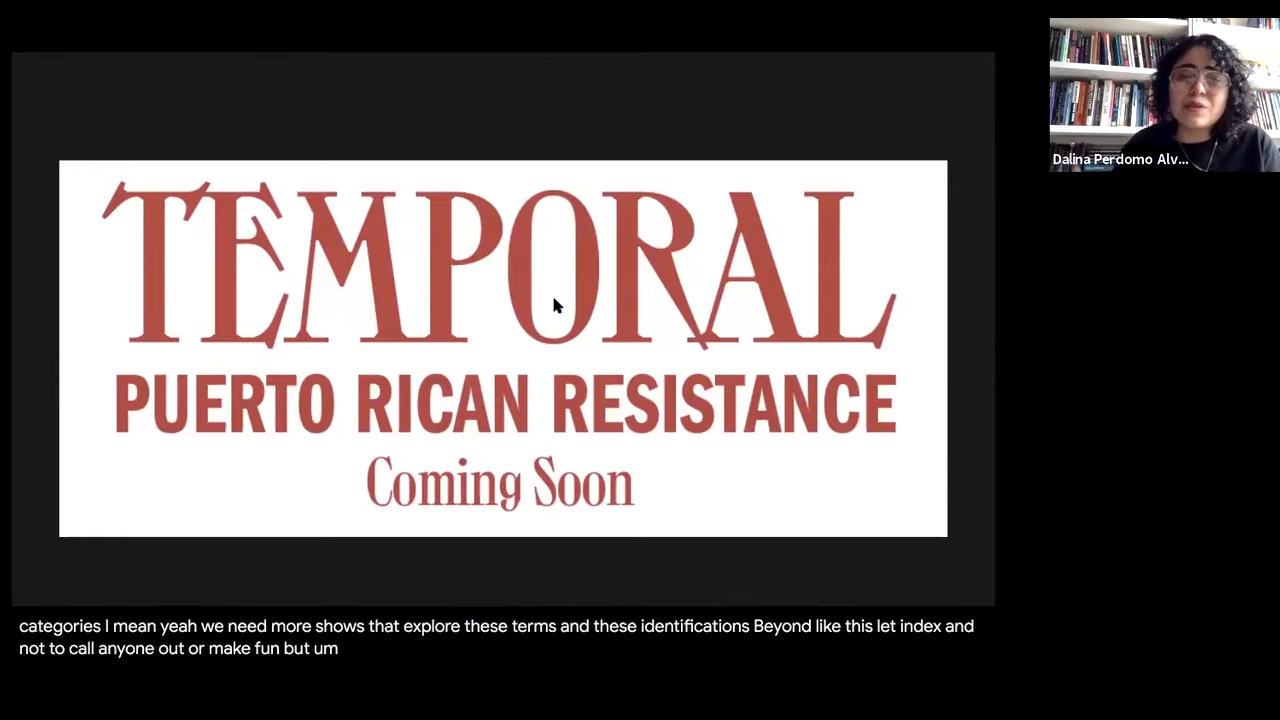 TEMPORAL
PUERTO RICAN RESISTANCE
Coming Soon
Dalina Perdomo Alv...
categories I mean yeah we need more shows that explore these terms and these identifications Beyond like this let index and
not to call anyone out or make fun but um